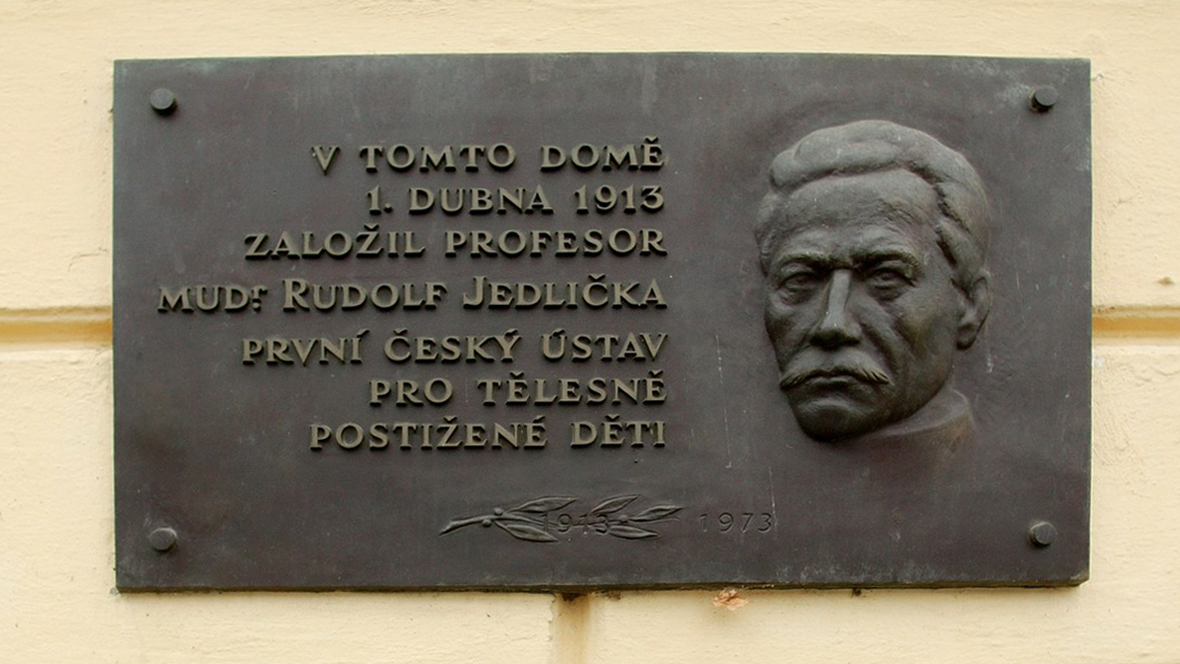 V TOMTO DOMĚ
1. DUBNA 1913
ZALOŽIL PROFESOR
MUDr RUDOLF JEDLIČKA
PRVNÍ ČESKÝ ÚSTAV
PRO TĚLESNĚ
POSTIŽENÉ DĚTI
1913 - 1973